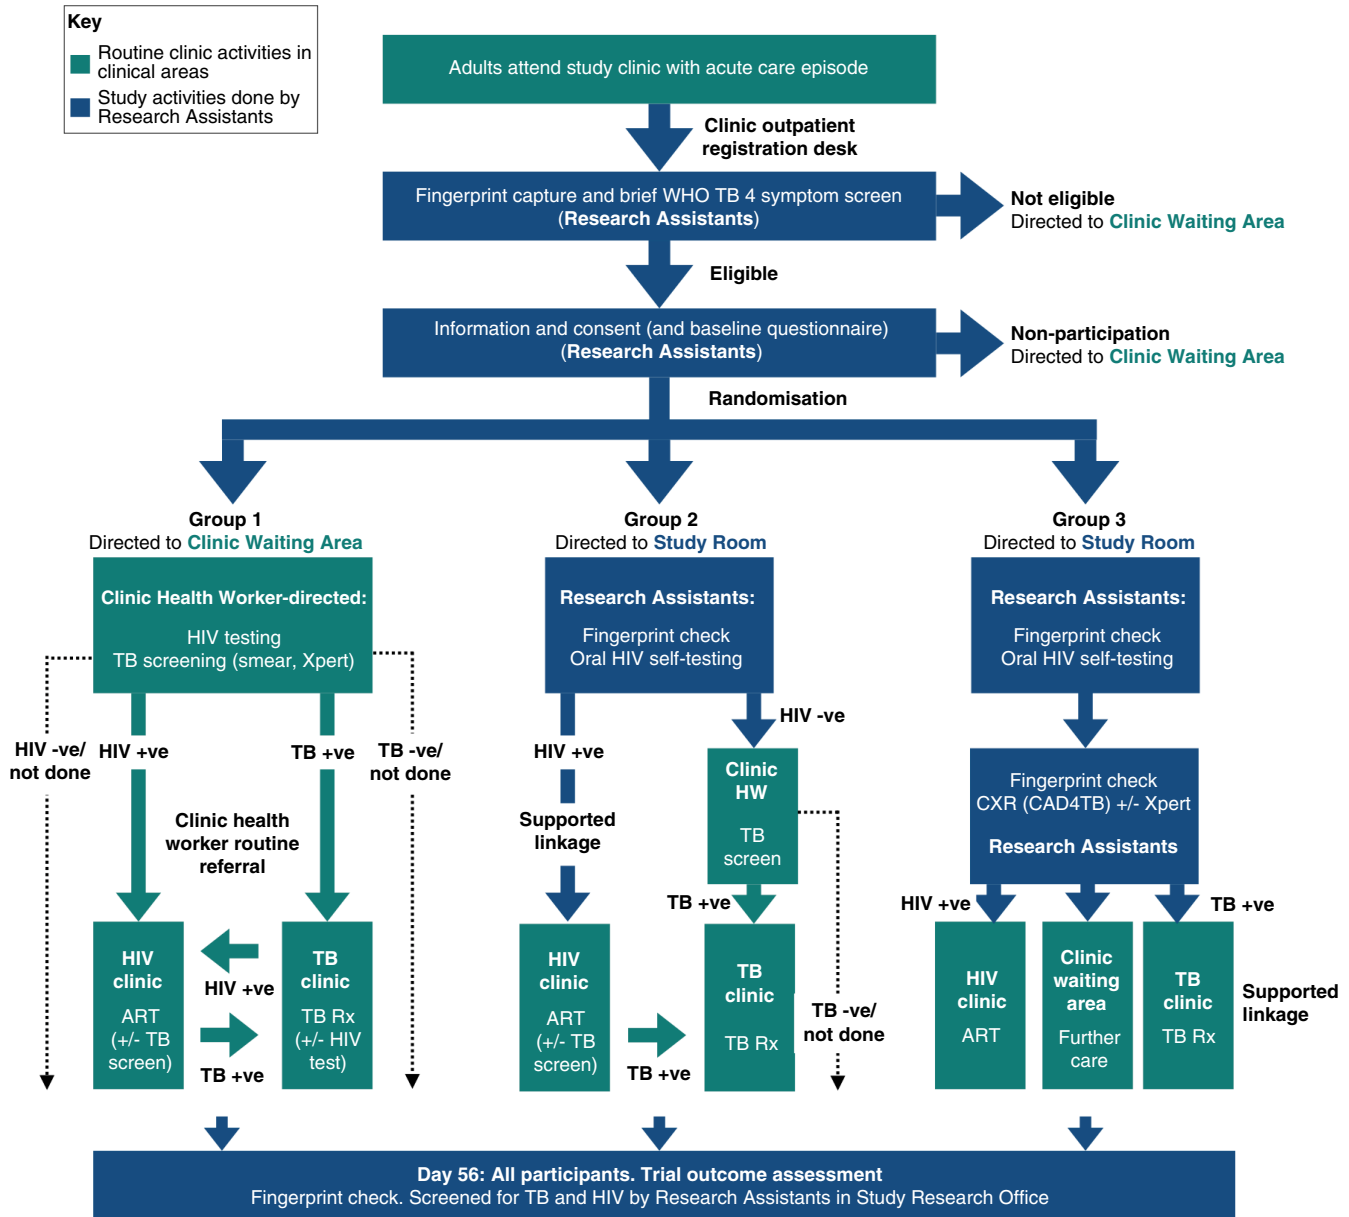 Key
Routine clinic activities in
clinical areas
Study activities done by
Research Assistants
Adults attend study clinic with acute care episode
Clinic outpatient
registration desk
Fingerprint capture and brief WHO TB 4 symptom screen
(Research Assistants)
Not eligible
Directed to Clinic Waiting Area
Eligible
Information and consent (and baseline questionnaire)
(Research Assistants)
Non-participation
Directed to Clinic Waiting Area
Randomisation
Group 1
Directed to Clinic Waiting Area
Clinic Health Worker-directed:
HIV testing
TB screening (smear, Xpert)
HIV -ve/
not done
HIV +ve
TB +ve
TB -ve/
not done
Clinic health
worker routine
referral
HIV
clinic
ART
(+/- TB
screen)
HIV +ve
TB +ve
TB
clinic
TB Rx
(+/- HIV
test)
Group 2
Directed to Study Room
Research Assistants:
Fingerprint check
Oral HIV self-testing
HIV +ve
Supported
linkage
HIV -ve
Clinic
HW
TB
screen
TB +ve
HIV
clinic
ART
(+/- TB
screen)
TB +ve
TB
clinic
TB Rx
TB -ve/
not done
Group 3
Directed to Study Room
Research Assistants:
Fingerprint check
Oral HIV self-testing
Fingerprint check
CXR (CAD4TB) +/- Xpert
Research Assistants
HIV +ve
TB +ve
HIV
clinic
ART
Clinic
waiting
area
Further
care
TB
clinic
TB Rx
Supported
linkage
Day 56: All participants. Trial outcome assessment
Fingerprint check. Screened for TB and HIV by Research Assistants in Study Research Office